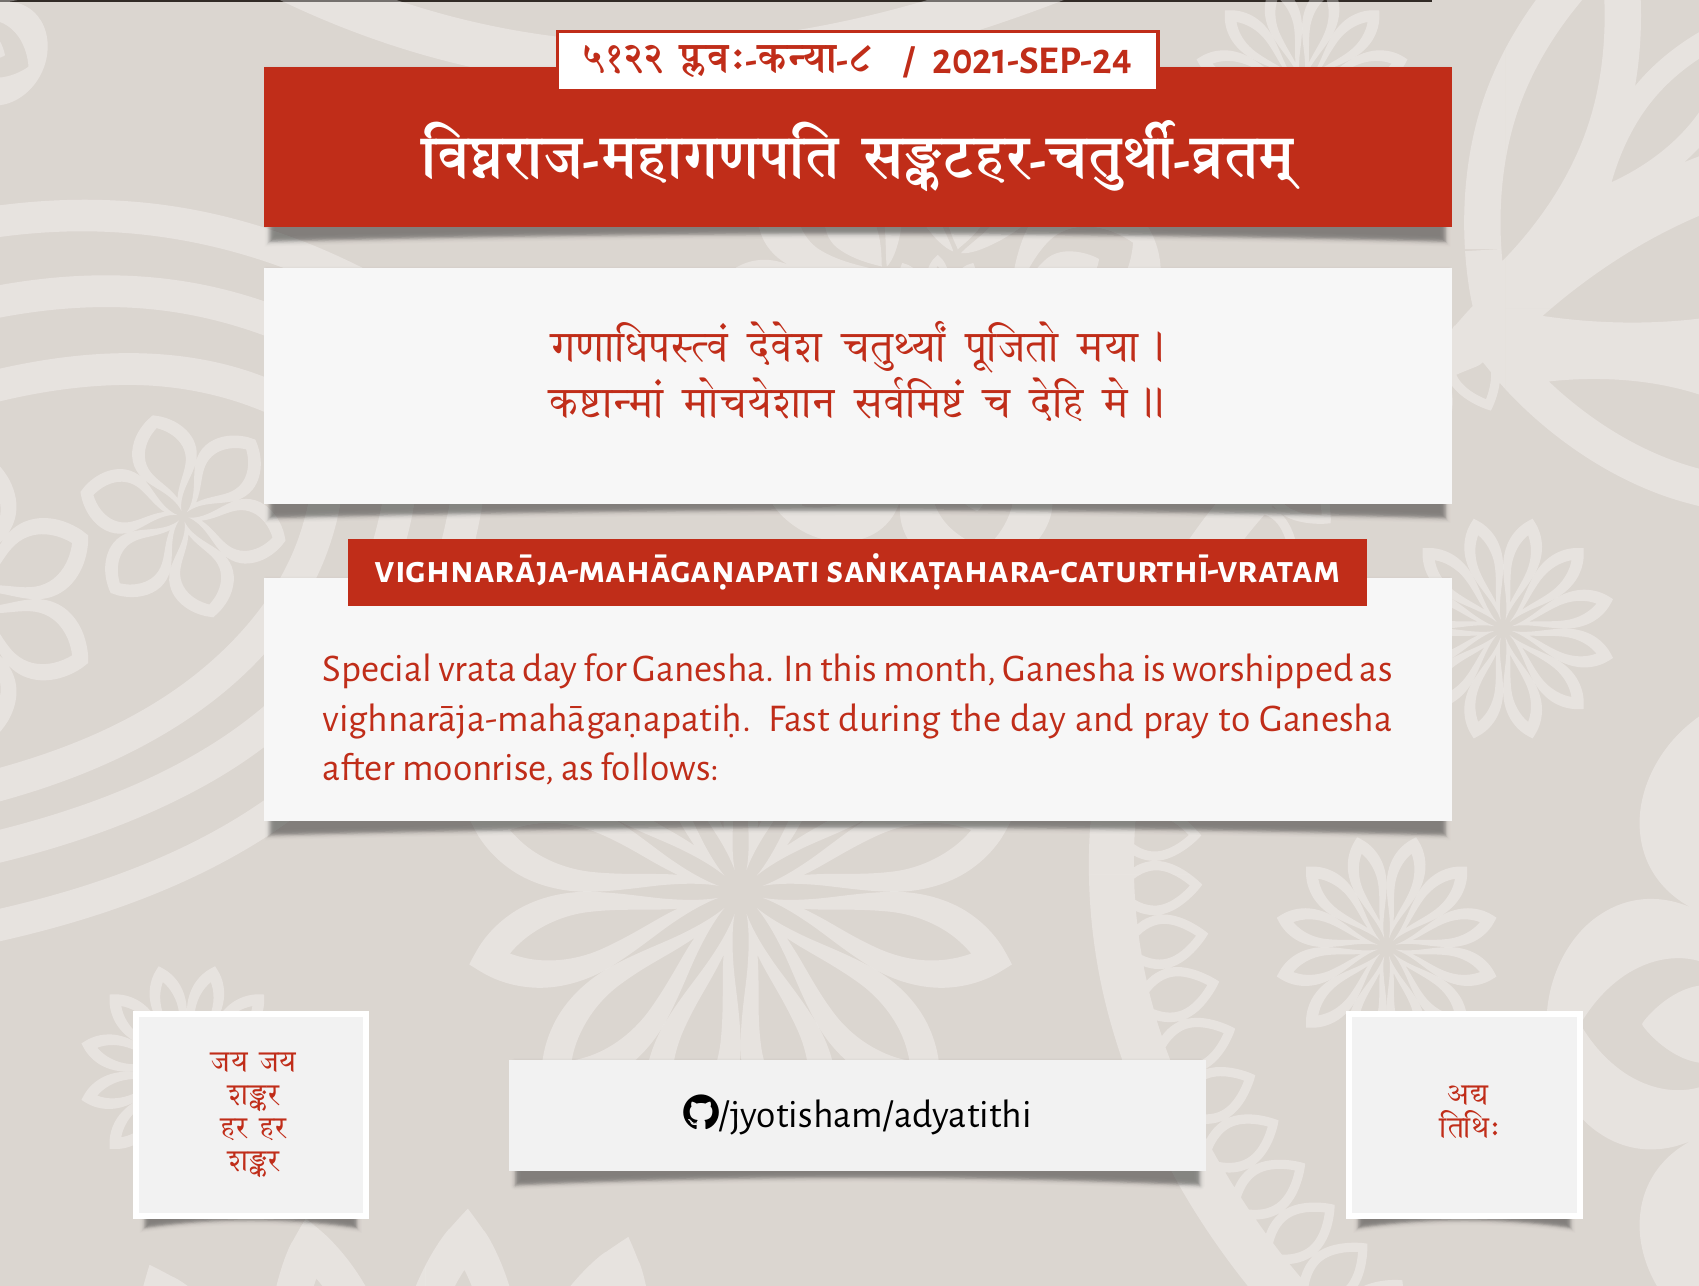 ५१२२ प्लवः-कन्या-८ / 2021-SEP-24
विघ्नराज-महागणपति सङ्कटहर-चतुर्थी-व्रतम्
गणाधिपस्त्वं देवेश चतुर्थ्यां पूजितो मया ।
कष्टान्मां मोचयेशान सर्वमिष्टं च देहि मे ॥
VIGHNARĀJA-MAHĀGAṆAPATI SAṄKAṬAHARA-CATURTHĪ-VRATAM
Special vrata day for Ganesha. In this month, Ganesha is worshipped as
vighnarāja-mahāgaṇapatiḥ. Fast during the day and pray to Ganesha
after moonrise, as follows:
जय जय
शङ्कर
हर हर
शङ्कर
/jyotisham/adyatithi
अद्य
तिथिः